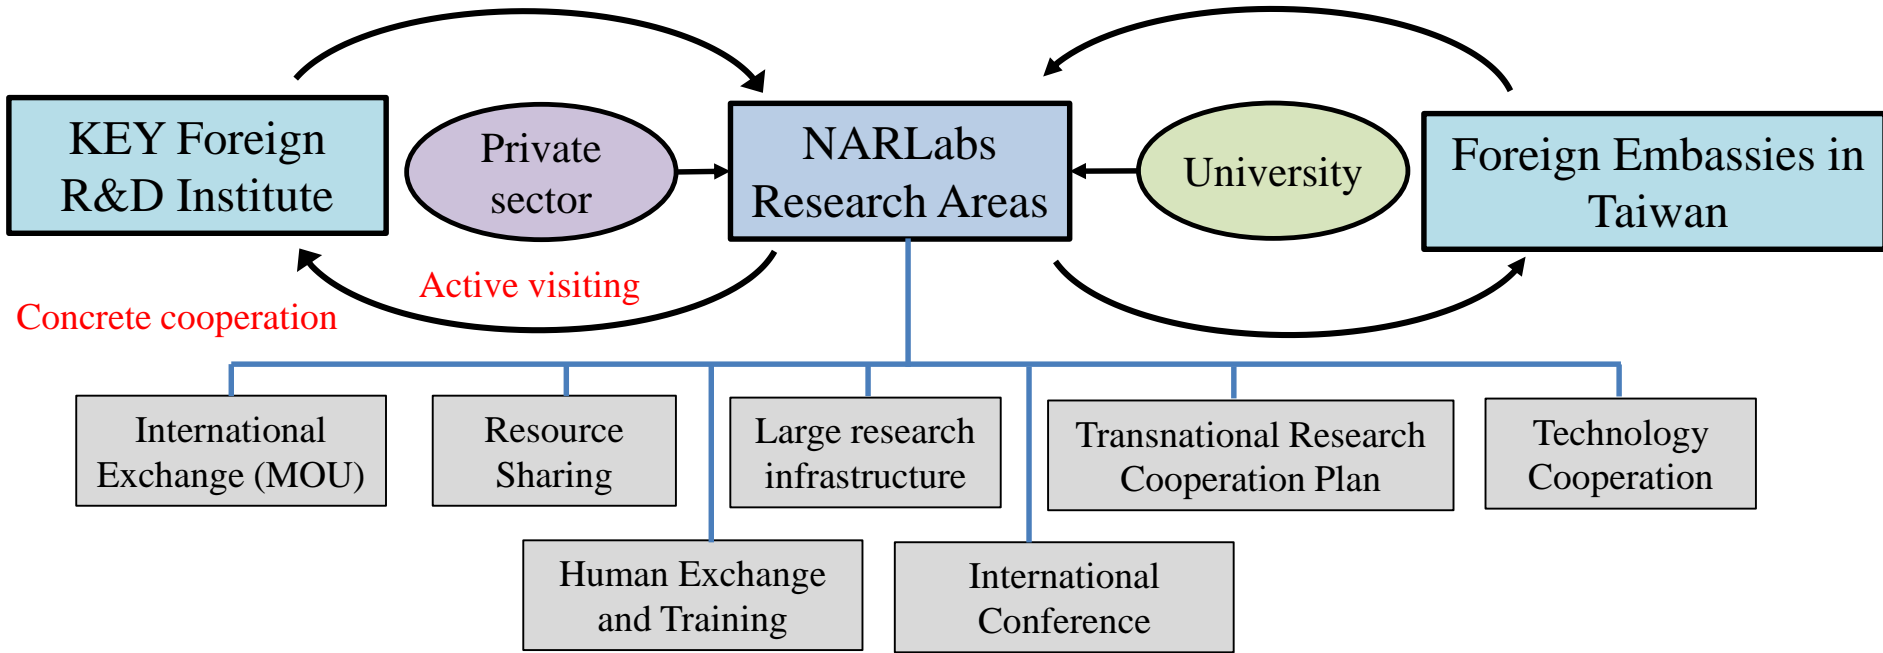 KEY Foreign
R&D Institute
Private
sector
NARLabs
Research Areas
University
Foreign Embassies in
Taiwan
Active visiting
Concrete cooperation
International
Exchange (MOU)
Resource
Sharing
Large research
infrastructure
Transnational Research
Cooperation Plan
Technology
Cooperation
Human Exchange
and Training
International
Conference